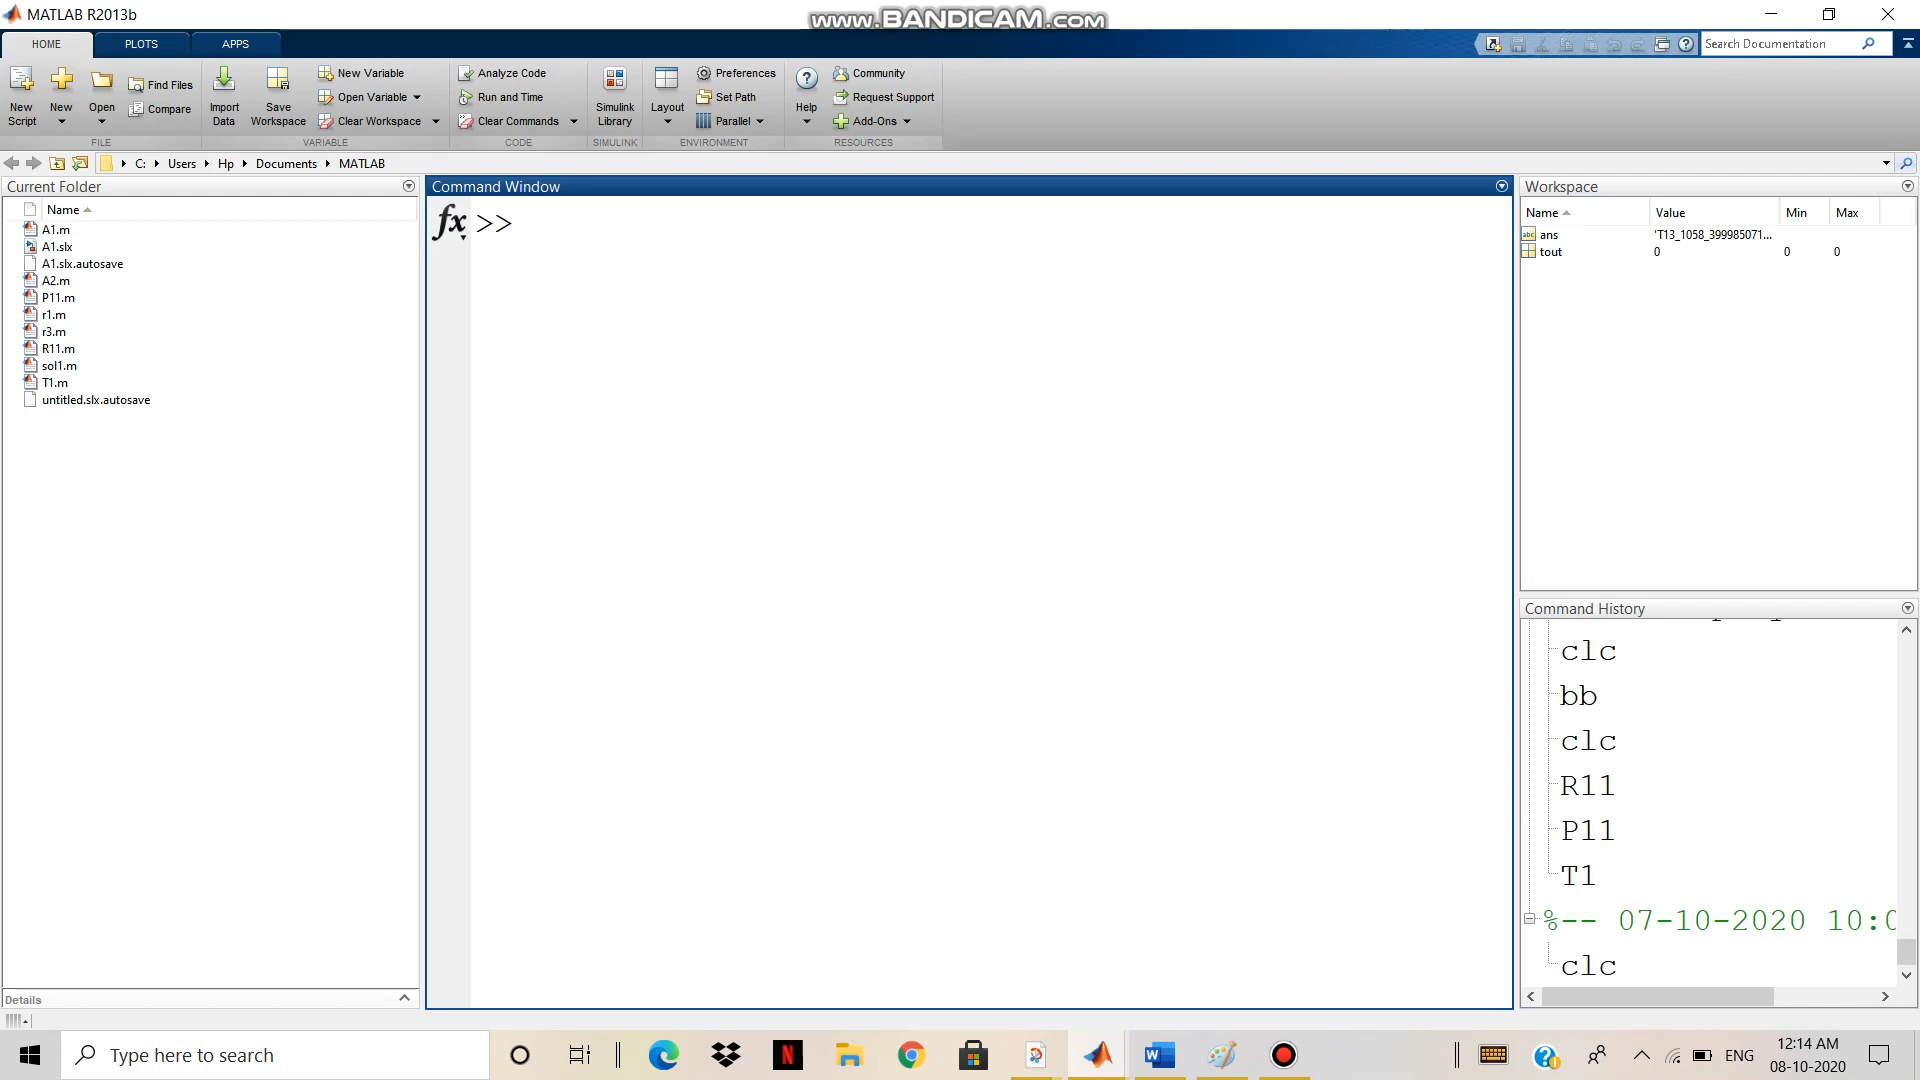 MATLAB R2013b
www.BANDICAM.com
HOME
PLOTS
APPS
Search Documentation
New Script
New
Open
Find Files
Compare
FILE
Import Data
Save Workspace
New Variable
Open Variable
Clear Workspace
VARIABLE
Analyze Code
Run and Time
Clear Commands
CODE
Simulink Library
SIMULINK
Layout
Preferences
Set Path
Parallel
ENVIRONMENT
Help
Community
Request Support
Add-Ons
RESOURCES
C: Users Hp Documents MATLAB
Current Folder
Name
A1.m
A1.slx
A1.slx.autosave
A2.m
P11.m
r1.m
r3.m
R11.m
sol1.m
T1.m
untitled.slx.autosave
Details
Command Window
fx >>
Workspace
Name Value Min Max
ans 'T13_1058_399985071...
tout 0 0 0
Command History
clc
bb
clc
R11
P11
T1
%-- 07-10-2020 10:0
clc
Type here to search
ENG
12:14 AM
08-10-2020